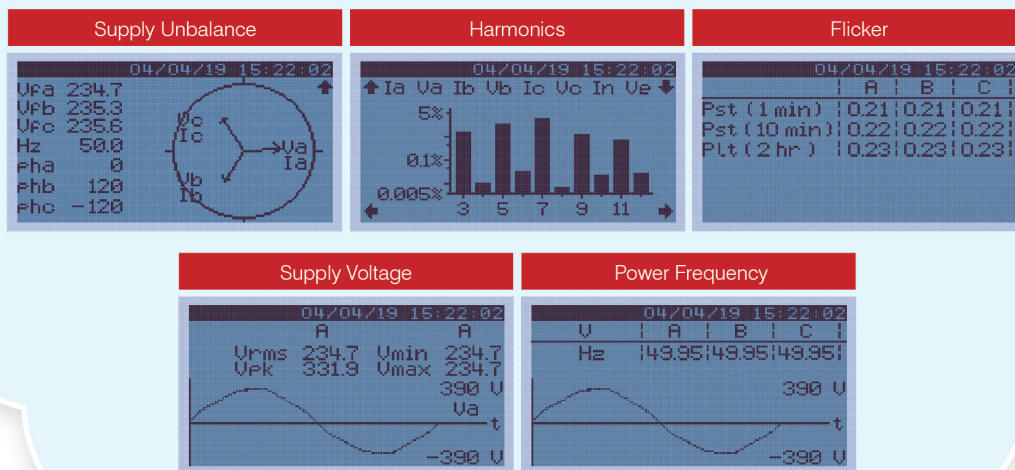 Supply Unbalance
04/04/19 15:22:02
Vfa 234.7
Vfb 235.3
Vfc 235.6
Hz 50.0
pha 0
phb 120
phc -120
Vc
Ic
Va
Ia
Vb
Ib
Harmonics
04/04/19 15:22:02
Ia Va Ib Vb Ic Vc In Ve
5%
0.1%
0.005%
3 5 7 9 11
Flicker
04/04/19 15:22:02
A B C
Pst (1 min) 0.21 0.21 0.21
Pst (10 min) 0.22 0.22 0.22
Plt (2 hr) 0.23 0.23 0.23
Supply Voltage
04/04/19 15:22:02
A A
Vrms 234.7 Vmin 234.7
Vpk 331.9 Vmax 234.7
390 V
Va
t
-390 V
Power Frequency
04/04/19 15:22:02
V A B C
Hz 49.95 49.95 49.95
390 V
t
-390 V